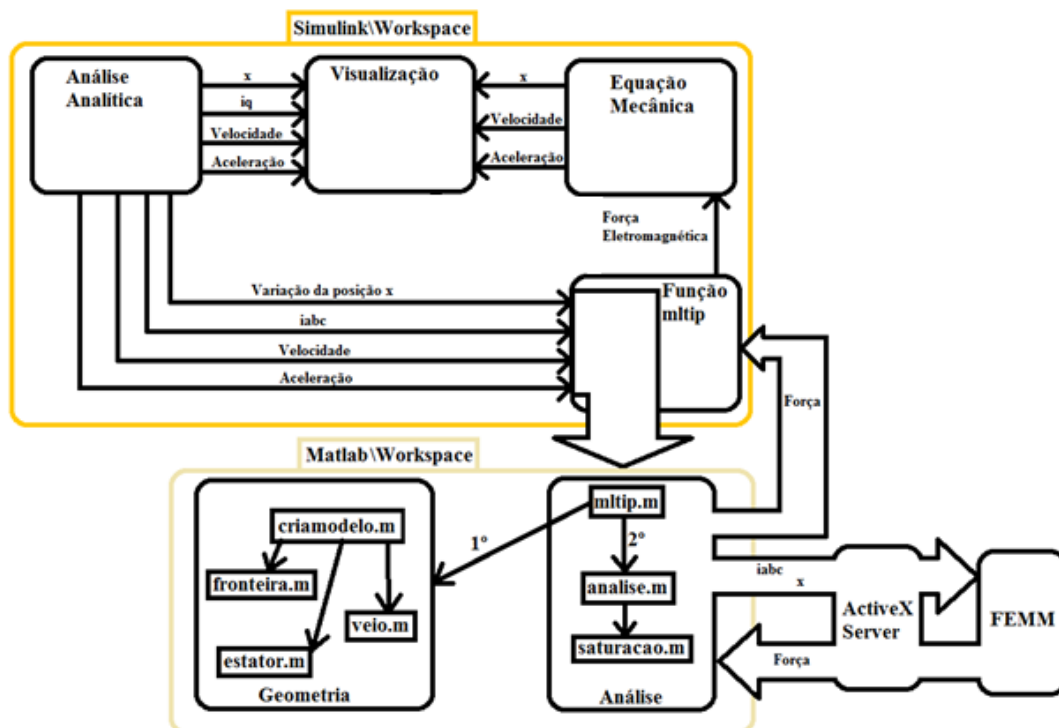 Simulink\Workspace
Análise
Analítica
x
iq
Velocidade
Aceleração
Visualização
x
Velocidade
Aceleração
Equação
Mecânica
Força
Eletromagnética
Variação da posição x
iabc
Velocidade
Aceleração
Função
mltip
Força
Matlab\Workspace
criamodelo.m
fronteira.m
veio.m
estator.m
Geometria
1º
mltip.m
2º
analise.m
saturacao.m
Análise
iabc
x
Força
ActiveX
Server
FEMM